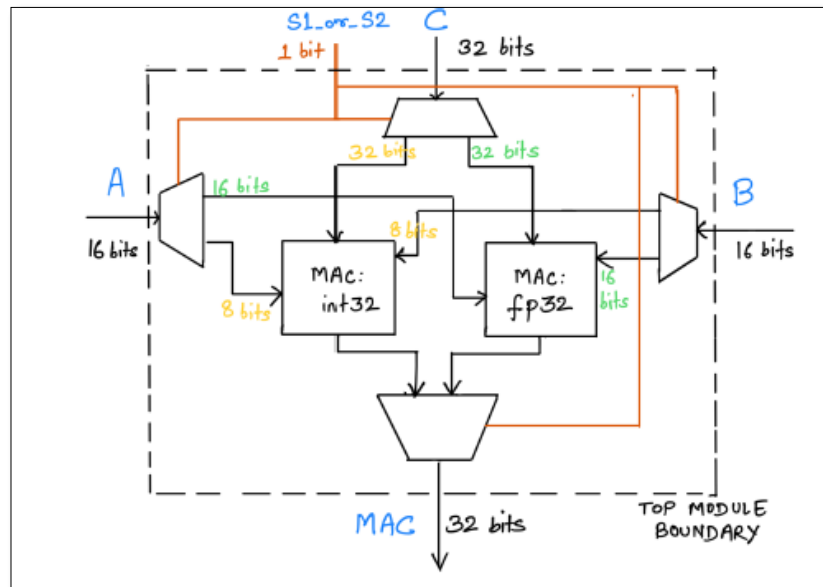 S1_or_S2
C
1 bit
32 bits
32 bits
32 bits
A
16 bits
B
8 bits
16 bits
16 bits
MAC:
int32
MAC:
fp32
16
bits
8 bits
MAC
32 bits
TOP MODULE
BOUNDARY